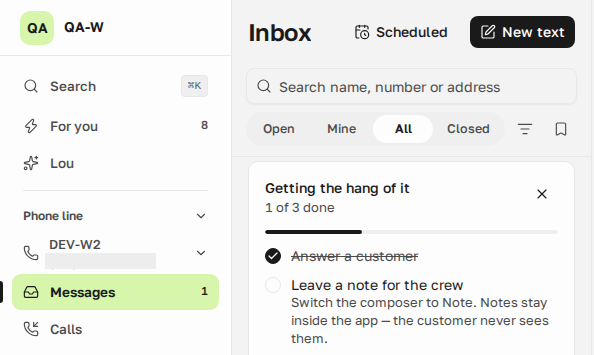 QA QA-W
Search ⌘K
For you 8
Lou
Phone line
DEV-W2
Messages 1
Calls
Inbox
Scheduled
New text
Search name, number or address
Open Mine All Closed
Getting the hang of it
1 of 3 done
Answer a customer
Leave a note for the crew
Switch the composer to Note. Notes stay
inside the app — the customer never sees
them.